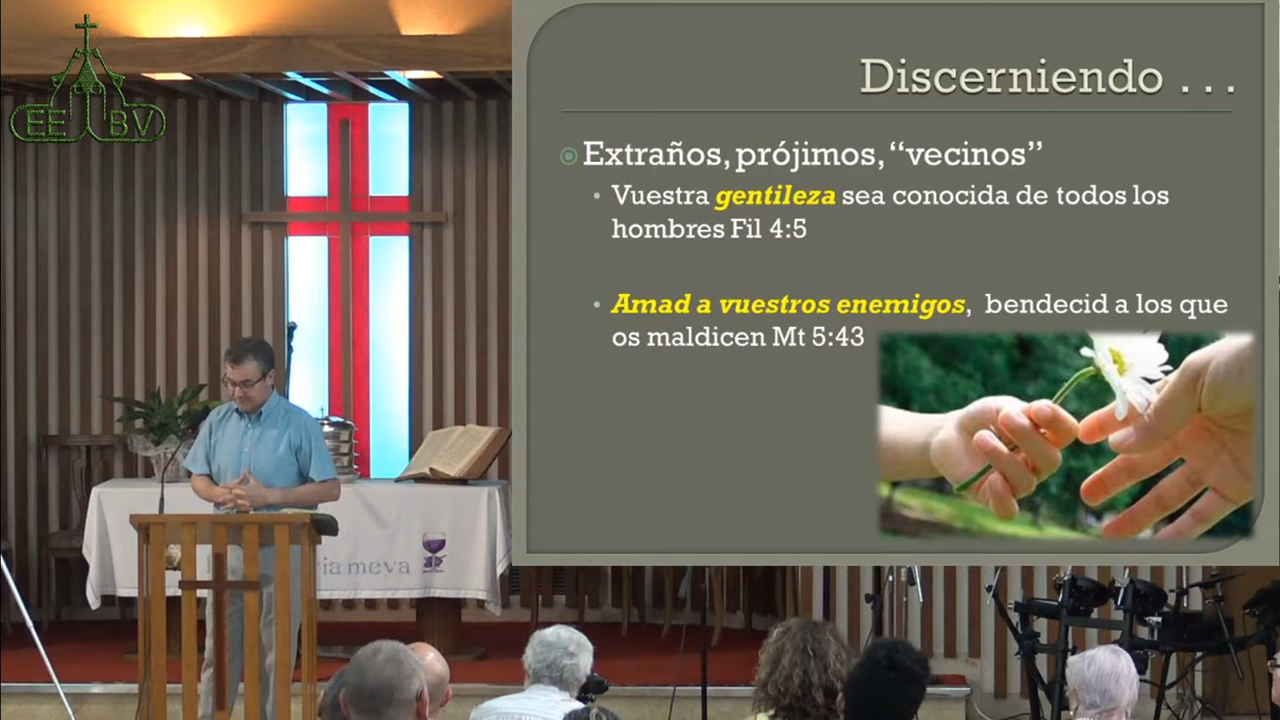 EE BV
Discerniendo . . .
Extraños, prójimos, “vecinos”
Vuestra gentileza sea conocida de todos los
hombres Fil 4:5
Amad a vuestros enemigos, bendecid a los que
os maldicen Mt 5:43
ria meva